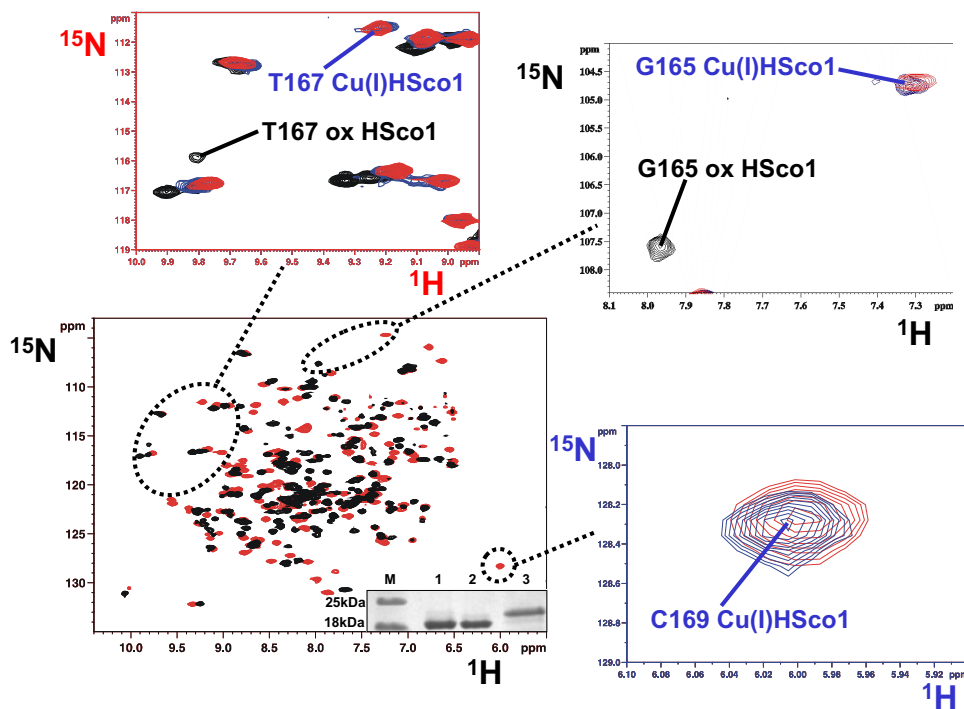 ppm
111
15N
112
T167 Cu(I)HSco1
113
114
115
T167 ox HSco1
116
117
118
119
10.0 9.9 9.8 9.7 9.6 9.5 9.4 9.3 9.2 9.1 9.0 ppm
1H
ppm
15N
104.5
G165 Cu(I)HSco1
105.0
105.5
106.0
G165 ox HSco1
106.5
107.0
107.5
108.0
8.1 8.0 7.9 7.8 7.7 7.6 7.5 7.4 7.3 ppm
1H
ppm
15N
110
115
120
125
130
M 1 2 3
25kDa
18kDa
10.0 9.5 9.0 8.5 8.0 7.5 7.0 6.5 6.0 ppm
1H
ppm
15N
128.0
128.2
128.4
128.6
C169 Cu(I)HSco1
128.8
129.0
6.10 6.08 6.06 6.04 6.02 6.00 5.98 5.96 5.94 5.92 ppm
1H